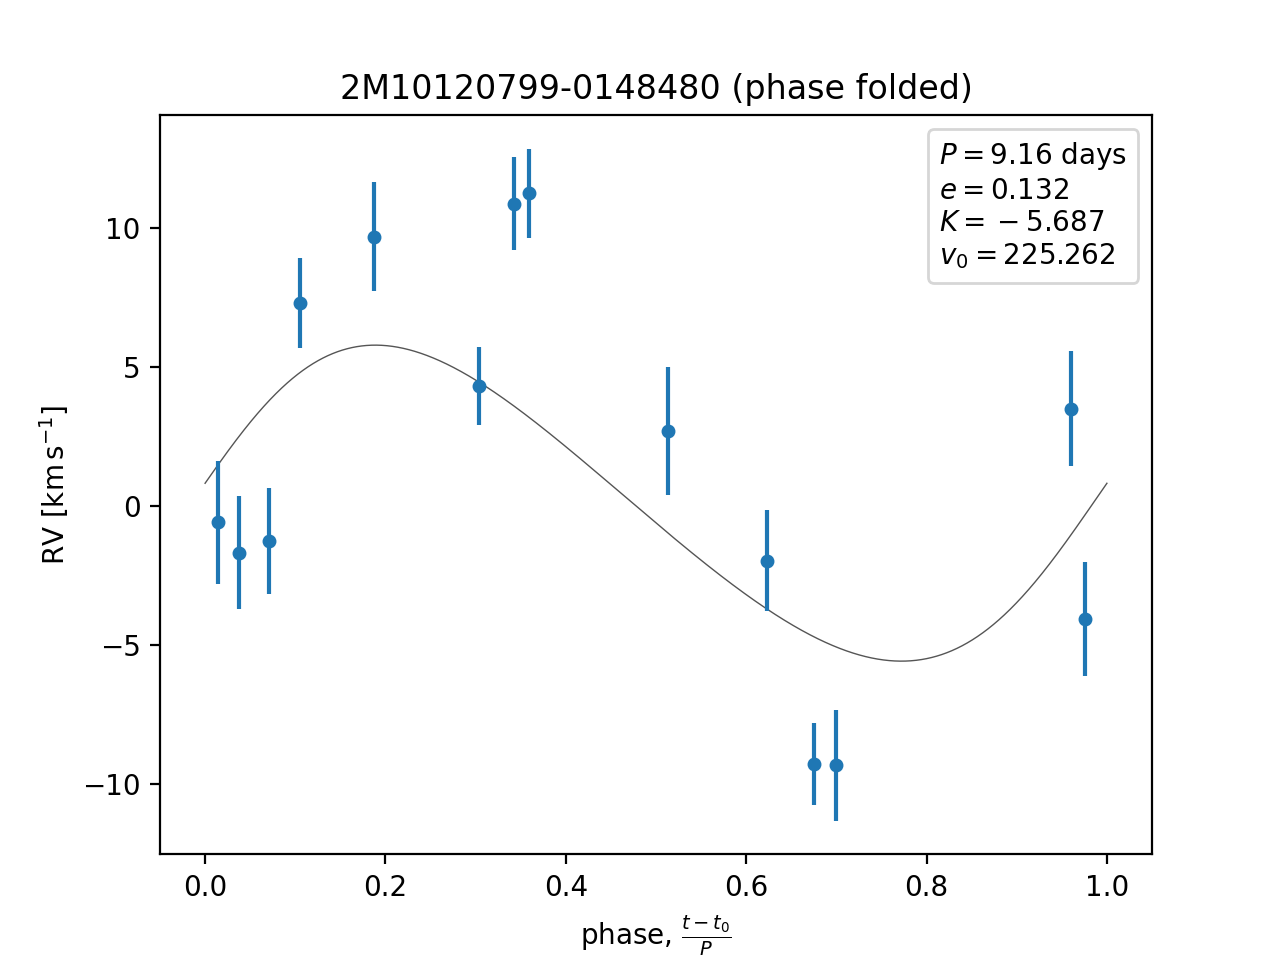 2M10120799-0148480 (phase folded)
P = 9.16 days
e = 0.132
K = − 5.687
v₀ = 225.262
RV [km s⁻¹]
10
5
0
−5
−10
0.0 0.2 0.4 0.6 0.8 1.0
phase, (t − t₀)/P